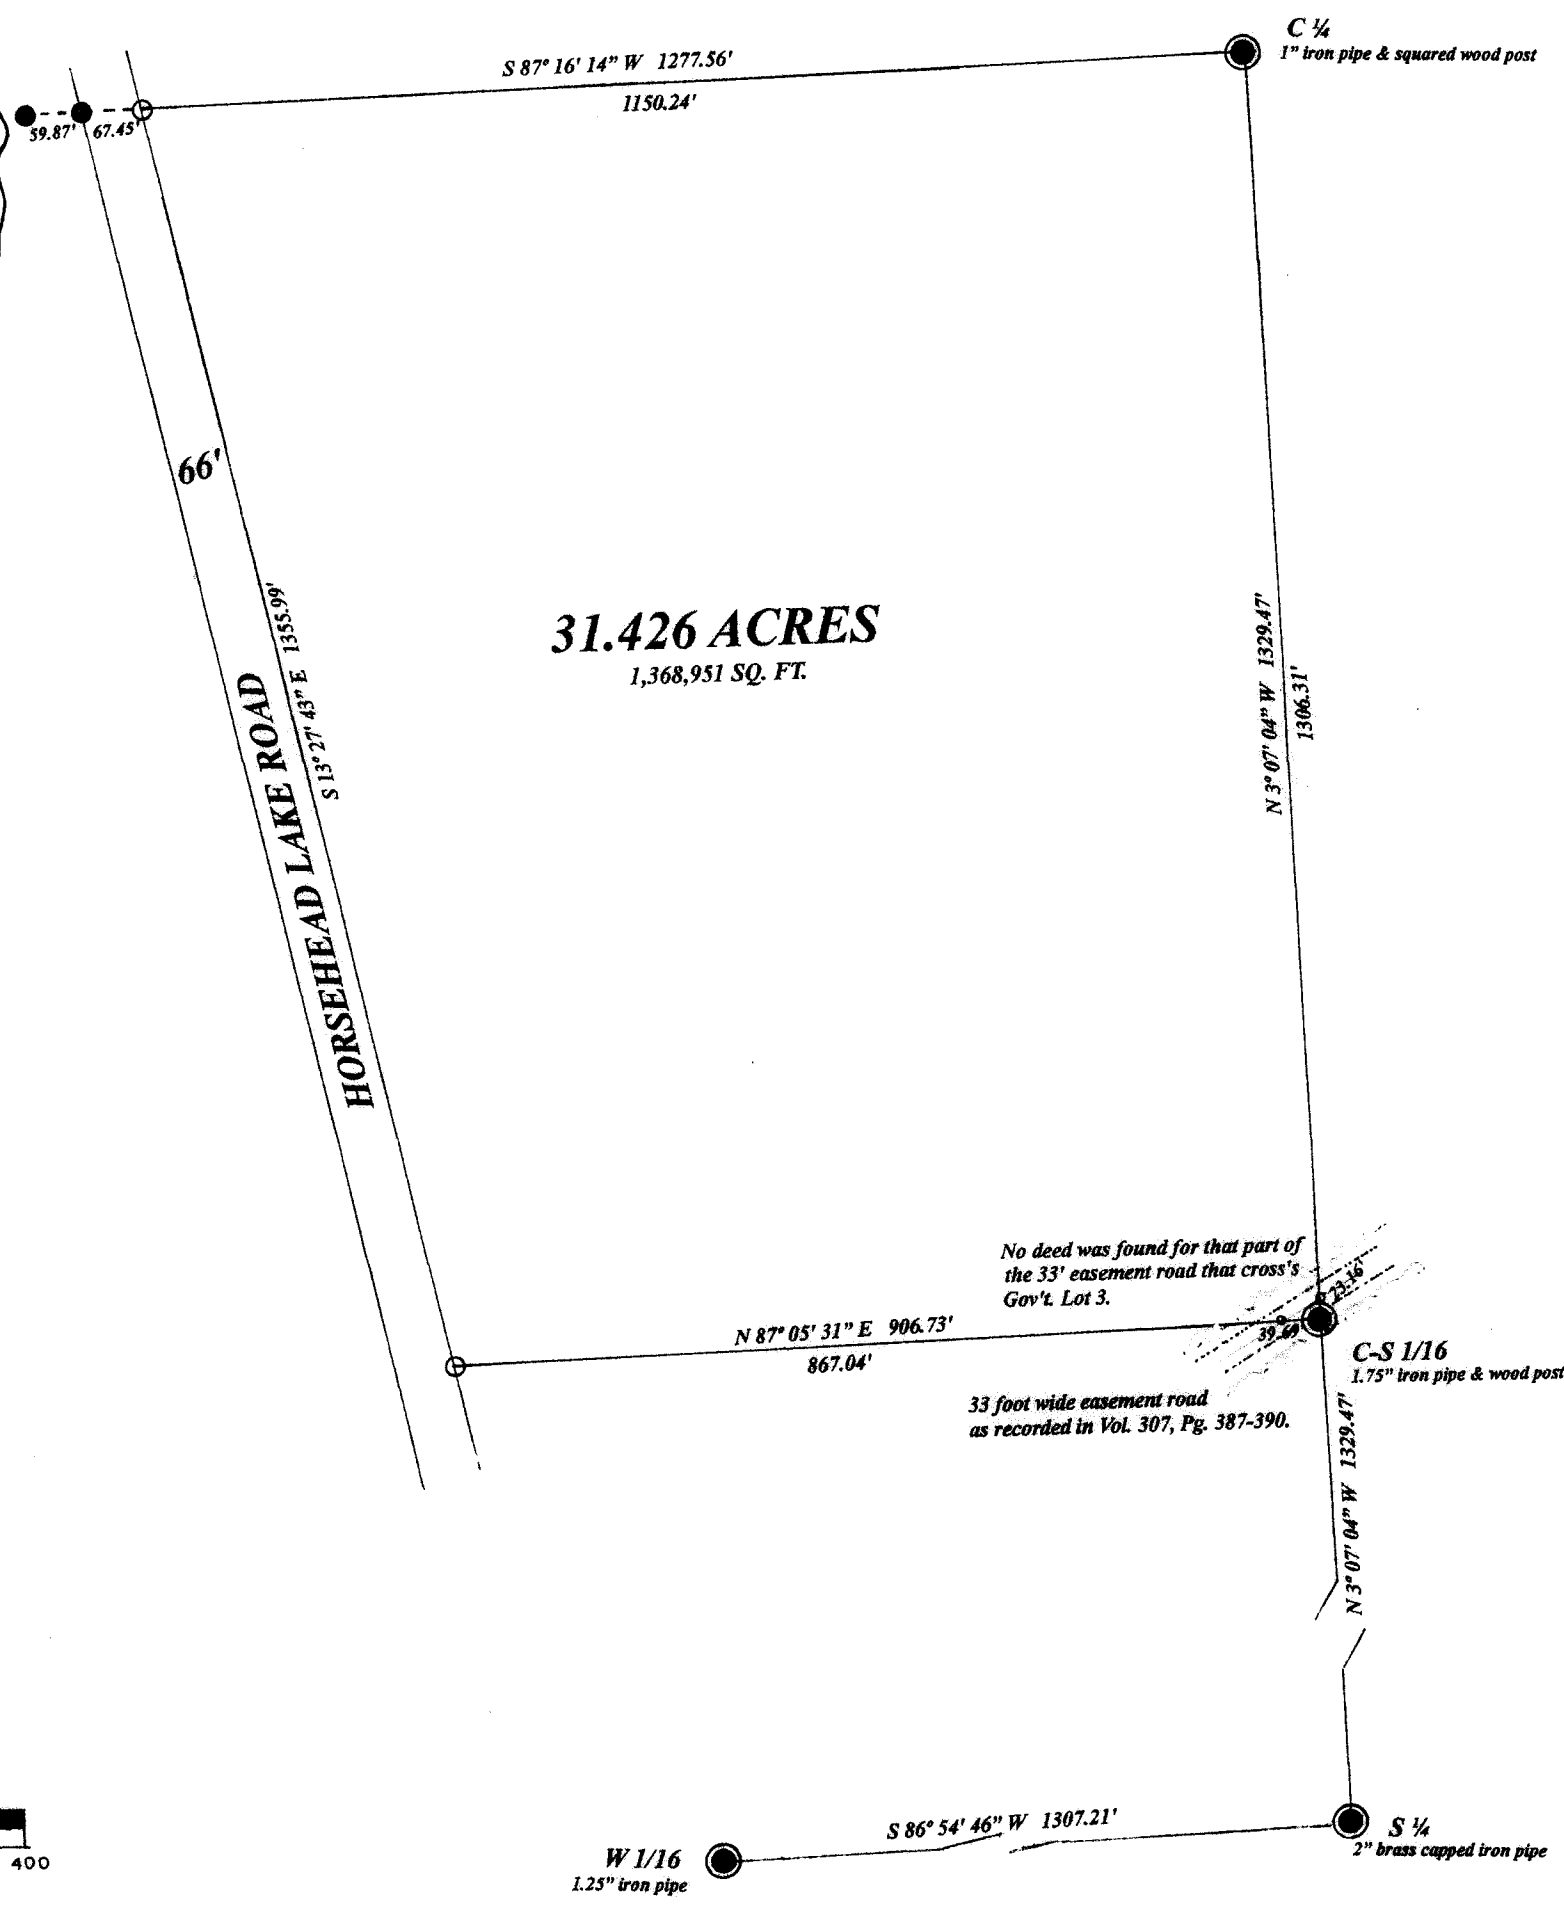 C ¼
1” iron pipe & squared wood post
S 87° 16' 14” W 1277.56'
1150.24'
59.87'
67.45'
66'
S 13° 27' 43” E 1355.99'
HORSEHEAD LAKE ROAD
31.426 ACRES
1,368,951 SQ. FT.
N 3° 07' 04” W 1329.47'
1306.31'
No deed was found for that part of
the 33' easement road that cross's
Gov't. Lot 3.
23.16'
39.69'
N 87° 05' 31” E 906.73'
867.04'
C-S 1/16
1.75” iron pipe & wood post
33 foot wide easement road
as recorded in Vol. 307, Pg. 387-390.
N 3° 07' 04” W 1329.47'
S 86° 54' 46” W 1307.21'
S ¼
2” brass capped iron pipe
W 1/16
1.25” iron pipe
400